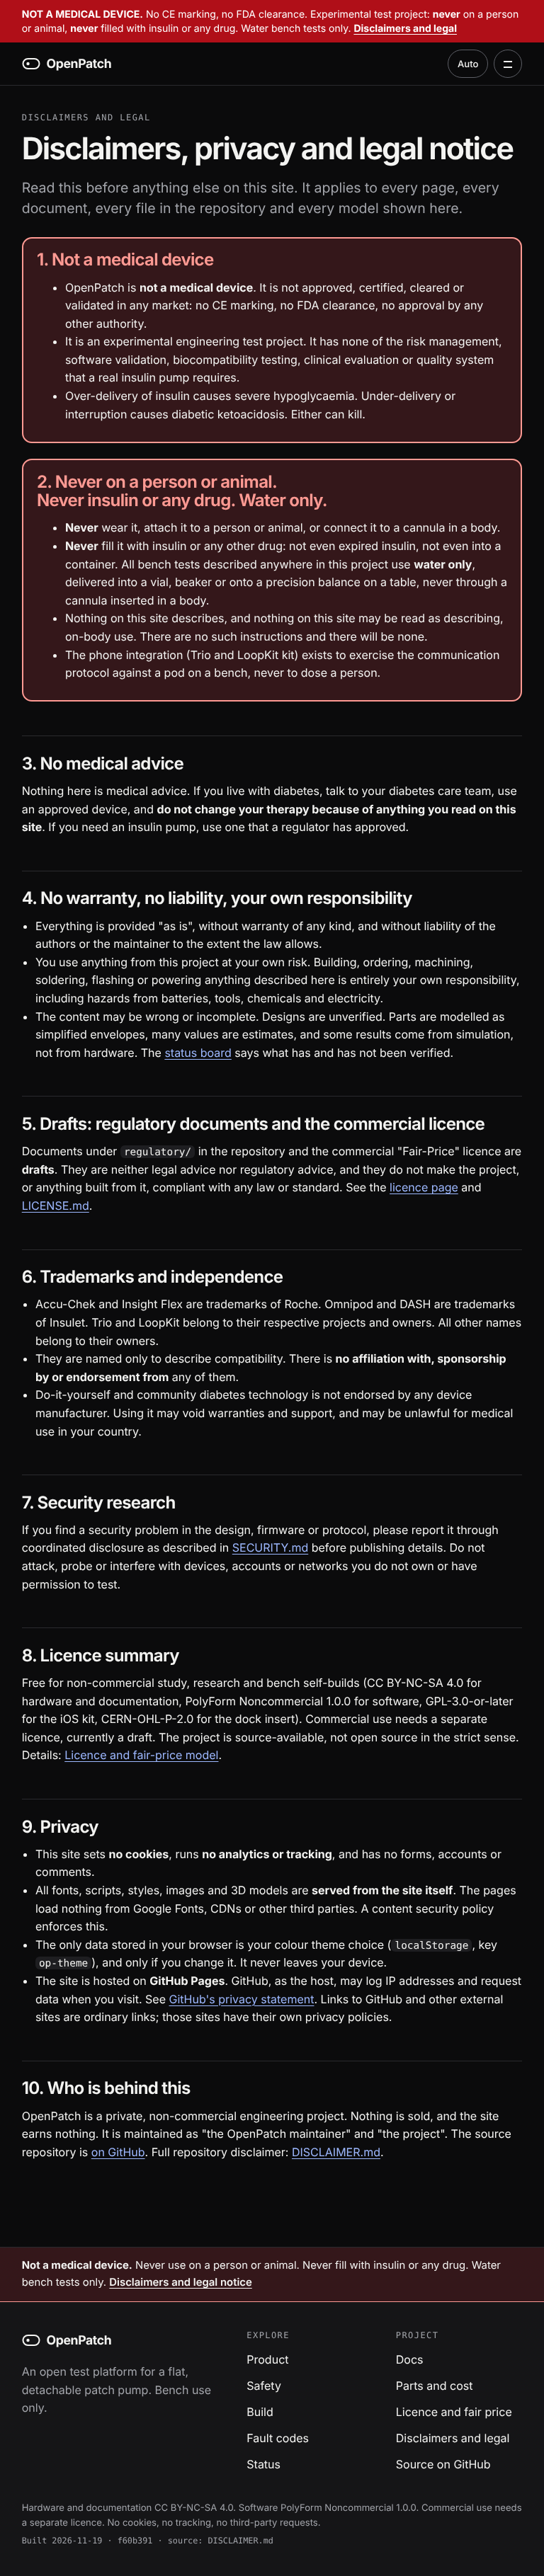 NOT A MEDICAL DEVICE. No CE marking, no FDA clearance. Experimental test project: never on a person
or animal, never filled with insulin or any drug. Water bench tests only. Disclaimers and legal
OpenPatch
Auto
DISCLAIMERS AND LEGAL
Disclaimers, privacy and legal notice
Read this before anything else on this site. It applies to every page, every
document, every file in the repository and every model shown here.
1. Not a medical device
• OpenPatch is not a medical device. It is not approved, certified, cleared or
validated in any market: no CE marking, no FDA clearance, no approval by any
other authority.
• It is an experimental engineering test project. It has none of the risk management,
software validation, biocompatibility testing, clinical evaluation or quality system
that a real insulin pump requires.
• Over-delivery of insulin causes severe hypoglycaemia. Under-delivery or
interruption causes diabetic ketoacidosis. Either can kill.
2. Never on a person or animal.
Never insulin or any drug. Water only.
• Never wear it, attach it to a person or animal, or connect it to a cannula in a body.
• Never fill it with insulin or any other drug: not even expired insulin, not even into a
container. All bench tests described anywhere in this project use water only,
delivered into a vial, beaker or onto a precision balance on a table, never through a
cannula inserted in a body.
• Nothing on this site describes, and nothing on this site may be read as describing,
on-body use. There are no such instructions and there will be none.
• The phone integration (Trio and LoopKit kit) exists to exercise the communication
protocol against a pod on a bench, never to dose a person.
3. No medical advice
Nothing here is medical advice. If you live with diabetes, talk to your diabetes care team, use
an approved device, and do not change your therapy because of anything you read on this
site. If you need an insulin pump, use one that a regulator has approved.
4. No warranty, no liability, your own responsibility
• Everything is provided "as is", without warranty of any kind, and without liability of the
authors or the maintainer to the extent the law allows.
• You use anything from this project at your own risk. Building, ordering, machining,
soldering, flashing or powering anything described here is entirely your own responsibility,
including hazards from batteries, tools, chemicals and electricity.
• The content may be wrong or incomplete. Designs are unverified. Parts are modelled as
simplified envelopes, many values are estimates, and some results come from simulation,
not from hardware. The status board says what has and has not been verified.
5. Drafts: regulatory documents and the commercial licence
Documents under regulatory/ in the repository and the commercial "Fair-Price" licence are
drafts. They are neither legal advice nor regulatory advice, and they do not make the project,
or anything built from it, compliant with any law or standard. See the licence page and
LICENSE.md.
6. Trademarks and independence
• Accu-Chek and Insight Flex are trademarks of Roche. Omnipod and DASH are trademarks
of Insulet. Trio and LoopKit belong to their respective projects and owners. All other names
belong to their owners.
• They are named only to describe compatibility. There is no affiliation with, sponsorship
by or endorsement from any of them.
• Do-it-yourself and community diabetes technology is not endorsed by any device
manufacturer. Using it may void warranties and support, and may be unlawful for medical
use in your country.
7. Security research
If you find a security problem in the design, firmware or protocol, please report it through
coordinated disclosure as described in SECURITY.md before publishing details. Do not
attack, probe or interfere with devices, accounts or networks you do not own or have
permission to test.
8. Licence summary
Free for non-commercial study, research and bench self-builds (CC BY-NC-SA 4.0 for
hardware and documentation, PolyForm Noncommercial 1.0.0 for software, GPL-3.0-or-later
for the iOS kit, CERN-OHL-P-2.0 for the dock insert). Commercial use needs a separate
licence, currently a draft. The project is source-available, not open source in the strict sense.
Details: Licence and fair-price model.
9. Privacy
• This site sets no cookies, runs no analytics or tracking, and has no forms, accounts or
comments.
• All fonts, scripts, styles, images and 3D models are served from the site itself. The pages
load nothing from Google Fonts, CDNs or other third parties. A content security policy
enforces this.
• The only data stored in your browser is your colour theme choice (localStorage, key
op-theme), and only if you change it. It never leaves your device.
• The site is hosted on GitHub Pages. GitHub, as the host, may log IP addresses and request
data when you visit. See GitHub's privacy statement. Links to GitHub and other external
sites are ordinary links; those sites have their own privacy policies.
10. Who is behind this
OpenPatch is a private, non-commercial engineering project. Nothing is sold, and the site
earns nothing. It is maintained as "the OpenPatch maintainer" and "the project". The source
repository is on GitHub. Full repository disclaimer: DISCLAIMER.md.
Not a medical device. Never use on a person or animal. Never fill with insulin or any drug. Water
bench tests only. Disclaimers and legal notice
OpenPatch
An open test platform for a flat,
detachable patch pump. Bench use
only.
EXPLORE
Product
Safety
Build
Fault codes
Status
PROJECT
Docs
Parts and cost
Licence and fair price
Disclaimers and legal
Source on GitHub
Hardware and documentation CC BY-NC-SA 4.0. Software PolyForm Noncommercial 1.0.0. Commercial use needs
a separate licence. No cookies, no tracking, no third-party requests.
Built 2026-11-19 · f60b391 · source: DISCLAIMER.md